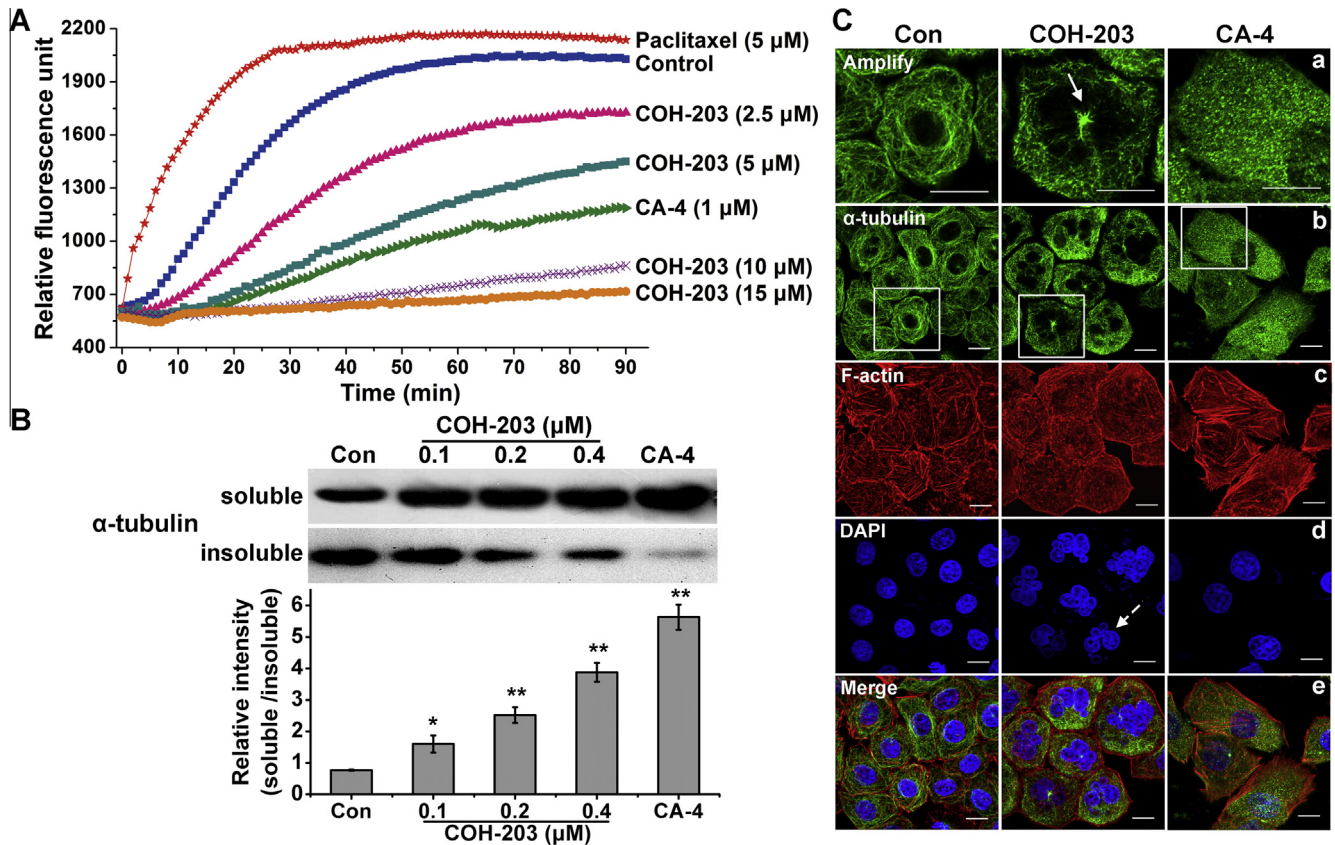 A
Relative fluorescence unit
2200
1900
1600
1300
1000
700
400
0 10 20 30 40 50 60 70 80 90
Time (min)
Paclitaxel (5 μM)
Control
COH-203 (2.5 μM)
COH-203 (5 μM)
CA-4 (1 μM)
COH-203 (10 μM)
COH-203 (15 μM)
B
COH-203 (μM)
Con 0.1 0.2 0.4 CA-4
α-tubulin
soluble
insoluble
Relative intensity
(soluble /insoluble)
6
5
4
3
2
1
0
* ** ** **
Con 0.1 0.2 0.4 CA-4
COH-203 (μM)
C
Con COH-203 CA-4
Amplify a
α-tubulin b
F-actin c
DAPI d
Merge e